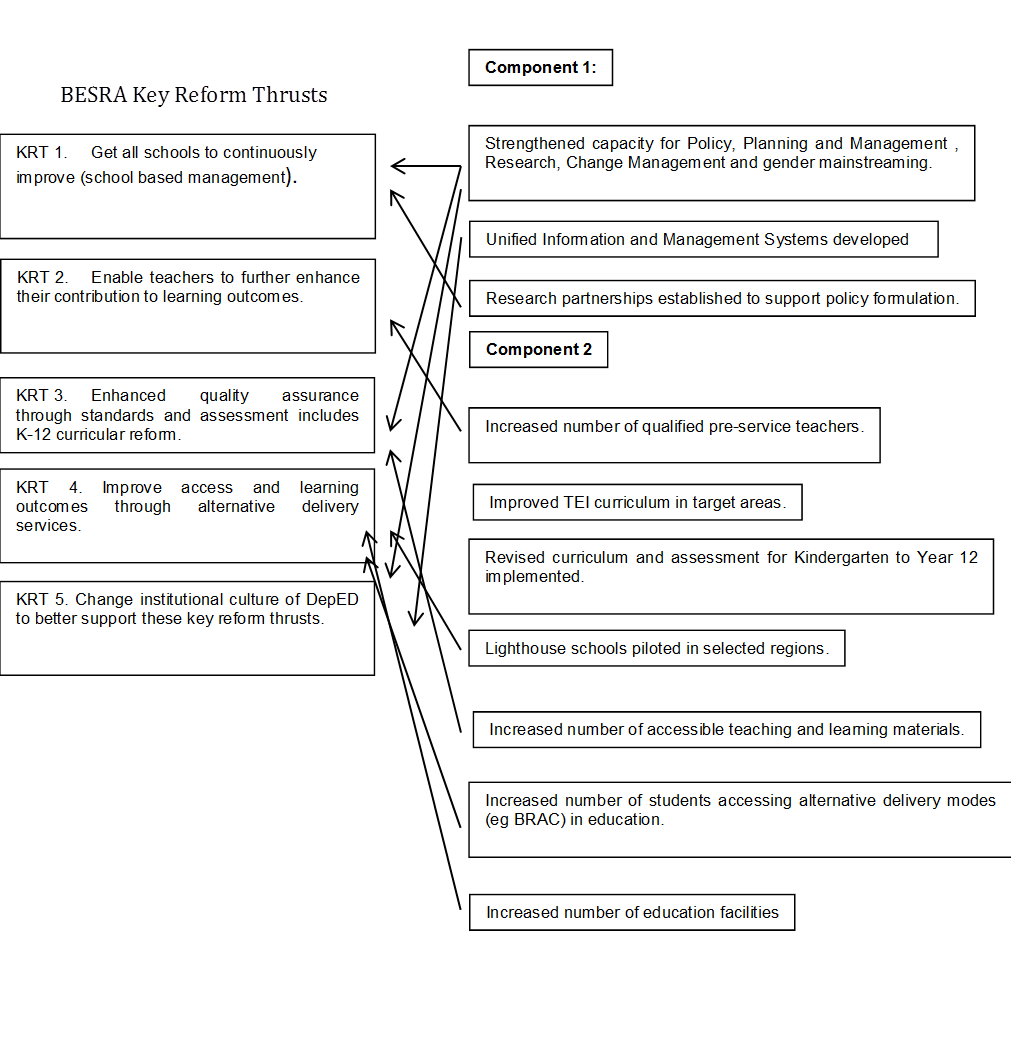 BESRA Key Reform Thrusts
KRT 1. Get all schools to continuously
improve (school based management).
KRT 2. Enable teachers to further enhance
their contribution to learning outcomes.
KRT 3. Enhanced quality assurance
through standards and assessment includes
K-12 curricular reform.
KRT 4. Improve access and learning
outcomes through alternative delivery
services.
KRT 5. Change institutional culture of DepED
to better support these key reform thrusts.
Component 1:
Strengthened capacity for Policy, Planning and Management ,
Research, Change Management and gender mainstreaming.
Unified Information and Management Systems developed
Research partnerships established to support policy formulation.
Component 2
Increased number of qualified pre-service teachers.
Improved TEI curriculum in target areas.
Revised curriculum and assessment for Kindergarten to Year 12
implemented.
Lighthouse schools piloted in selected regions.
Increased number of accessible teaching and learning materials.
Increased number of students accessing alternative delivery modes
(eg BRAC) in education.
Increased number of education facilities